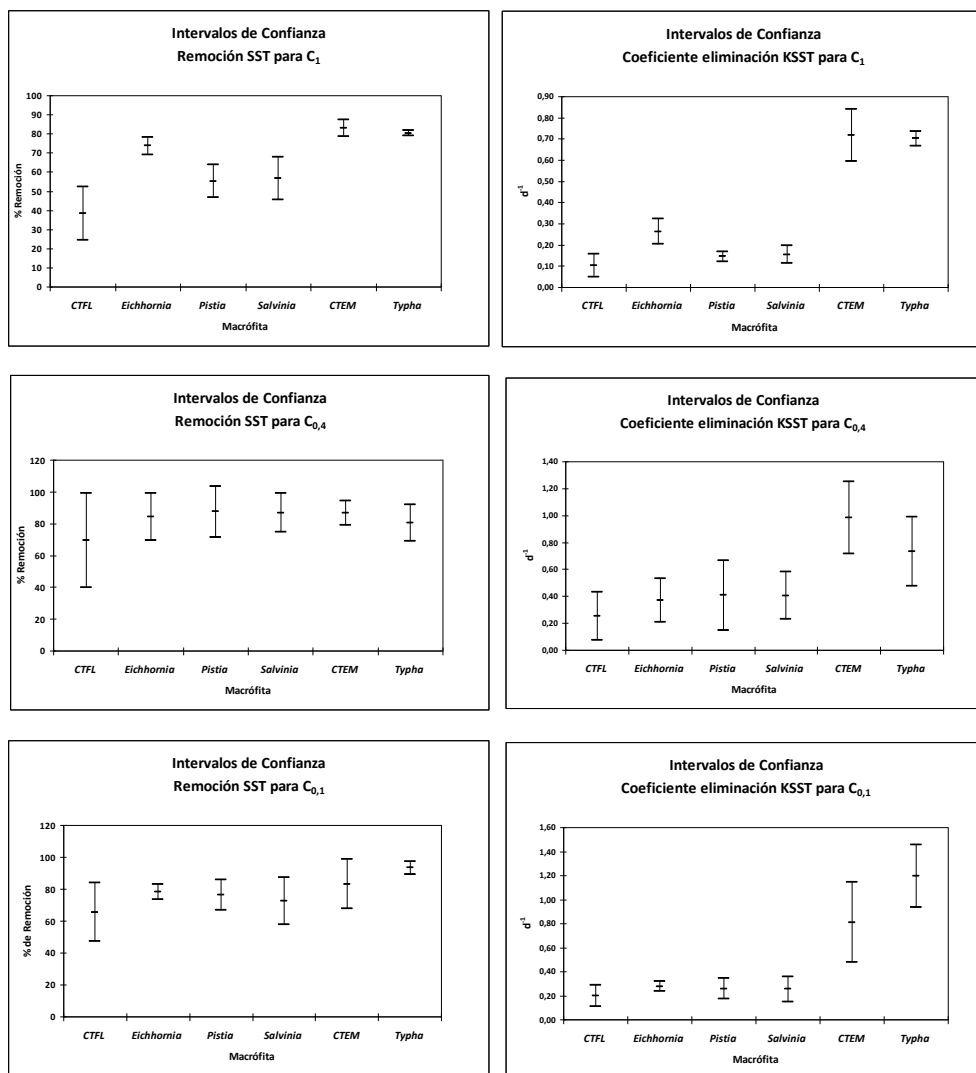 Intervalos de Confianza
Remoción SST para C₁
100
90
80
70
60
50
40
30
20
10
0
% Remoción
CTFL Eichhornia Pistia Salvinia CTEM Typha
Macrófita
Intervalos de Confianza
Coeficiente eliminación KSST para C₁
0,90
0,80
0,70
0,60
0,50
0,40
0,30
0,20
0,10
0,00
d⁻¹
CTFL Eichhornia Pistia Salvinia CTEM Typha
Macrófita
Intervalos de Confianza
Remoción SST para C₀,₄
120
100
80
60
40
20
0
% Remoción
CTFL Eichhornia Pistia Salvinia CTEM Typha
Macrófita
Intervalos de Confianza
Coeficiente eliminación KSST para C₀,₄
1,40
1,20
1,00
0,80
0,60
0,40
0,20
0,00
d⁻¹
CTFL Eichhornia Pistia Salvinia CTEM Typha
Macrófita
Intervalos de Confianza
Remoción SST para C₀,₁
120
100
80
60
40
20
0
% de Remoción
CTFL Eichhornia Pistia Salvinia CTEM Typha
Macrófita
Intervalos de Confianza
Coeficiente eliminación KSST para C₀,₁
1,60
1,40
1,20
1,00
0,80
0,60
0,40
0,20
0,00
d⁻¹
CTFL Eichhornia Pistia Salvinia CTEM Typha
Macrófita